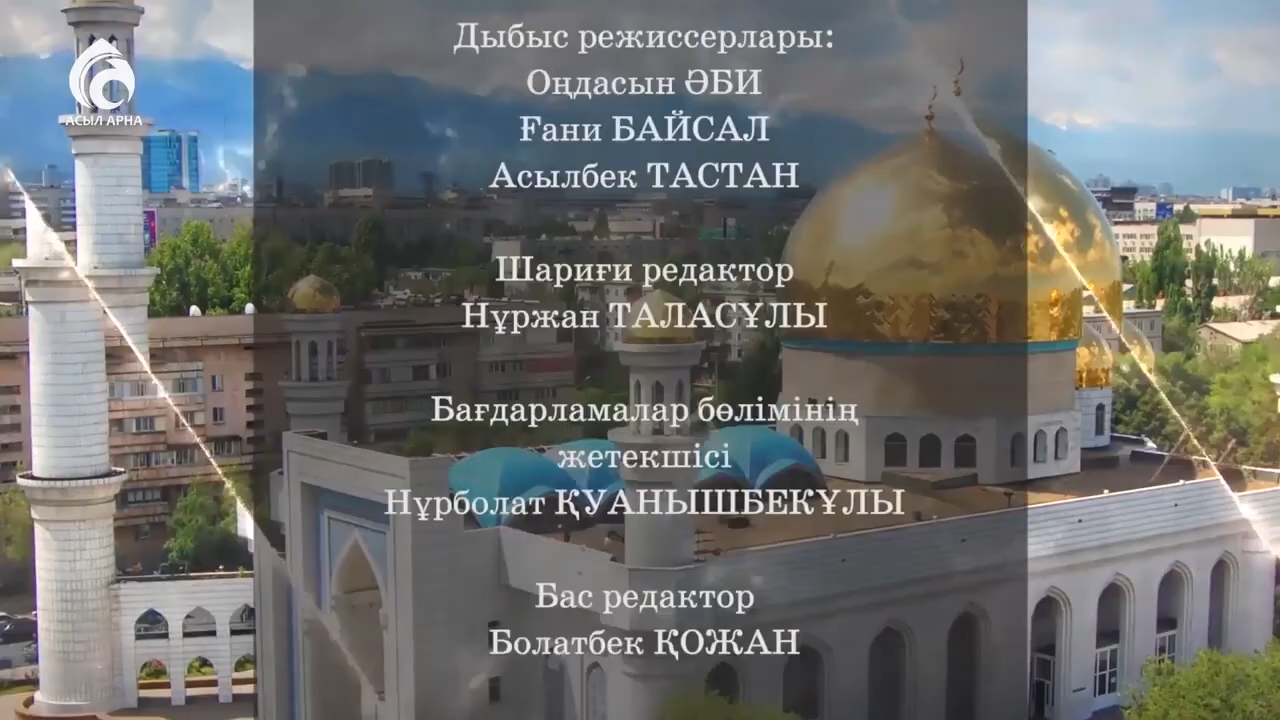 АСЫЛ АРНА
Дыбыс режиссерлары:
Оңдасын ӘБИ
Ғани БАЙСАЛ
Асылбек ТАСТАН
Шариғи редактор
Нұржан ТАЛАСҰЛЫ
Бағдарламалар бөлімінің
жетекшісі
Нұрболат ҚУАНЫШБЕКҰЛЫ
Бас редактор
Болатбек ҚОЖАН